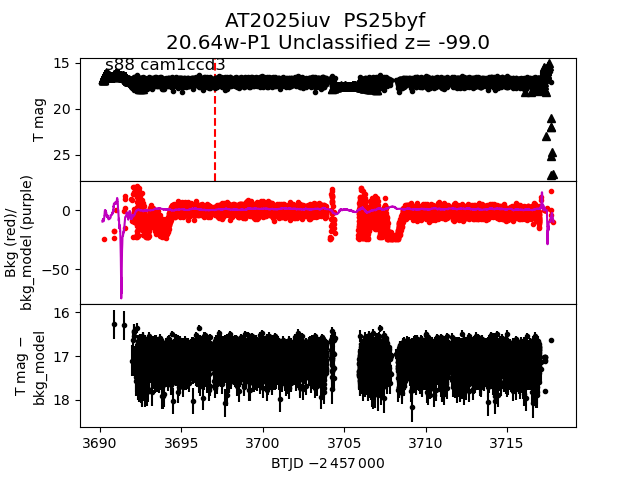 AT2025iuv  PS25byf
20.64w-P1 Unclassified z= -99.0
s88 cam1ccd3
T mag
15
20
25
Bkg (red)/
bkg_model (purple)
0
−50
T mag −
bkg_model
16
17
18
3690
3695
3700
3705
3710
3715
BTJD −2 457 000